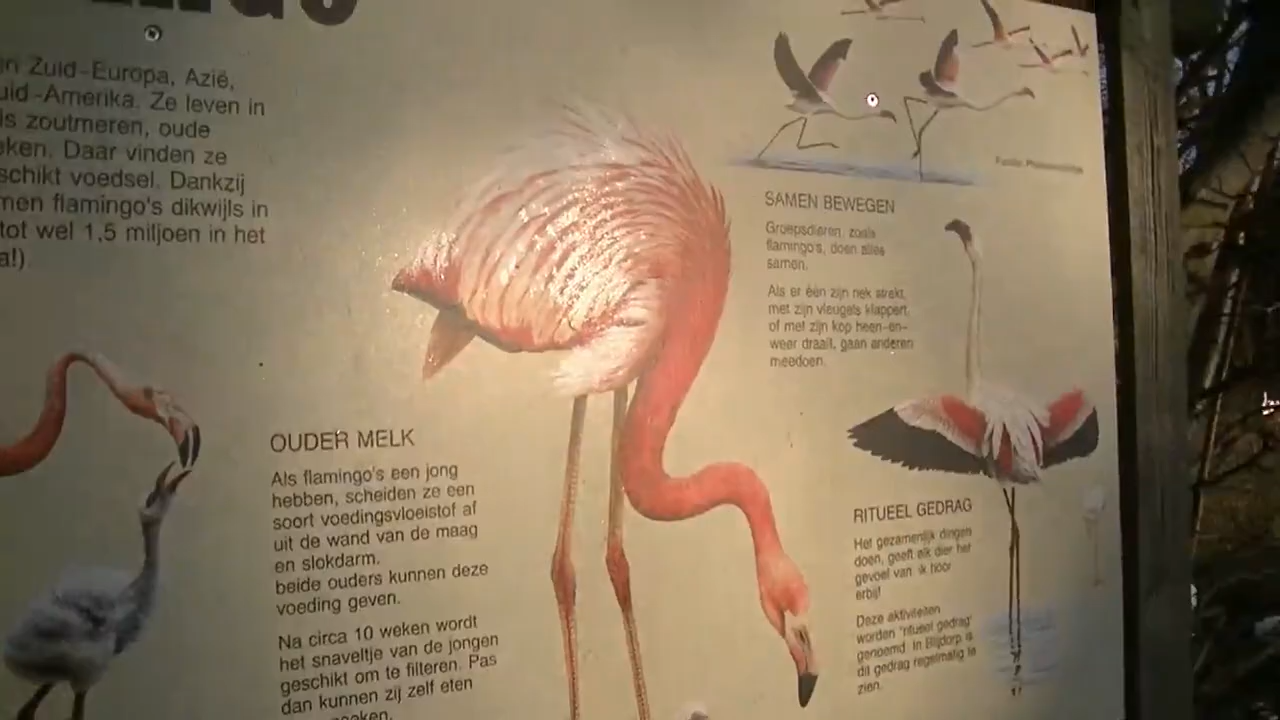 en Zuid-Europa, Azië,
uid-Amerika. Ze leven in
ls zoutmeren, oude
eken. Daar vinden ze
schikt voedsel. Dankzij
men flamingo's dikwijls in
tot wel 1,5 miljoen in het
a!)
OUDER MELK
Als flamingo's een jong
hebben, scheiden ze een
soort voedingsvloeistof af
uit de wand van de maag
en slokdarm.
beide ouders kunnen deze
voeding geven.
Na circa 10 weken wordt
het snaveltje van de jongen
geschikt om te filteren. Pas
dan kunnen zij zelf eten
SAMEN BEWEGEN
Groepsdieren, zoals
flamingo's, doen alles
samen.
Als er één zijn nek strekt,
met zijn vleugels klappert,
of met zijn kop heen-en-
weer draait, gaan anderen
meedoen.
RITUEEL GEDRAG
Het gezamenlijk dingen
doen, geeft elk dier het
gevoel van: ik hoor
erbij!
Deze aktiviteiten
worden "ritueel gedrag"
genoemd. In Blijdorp is
dit gedrag regelmatig te
zien.